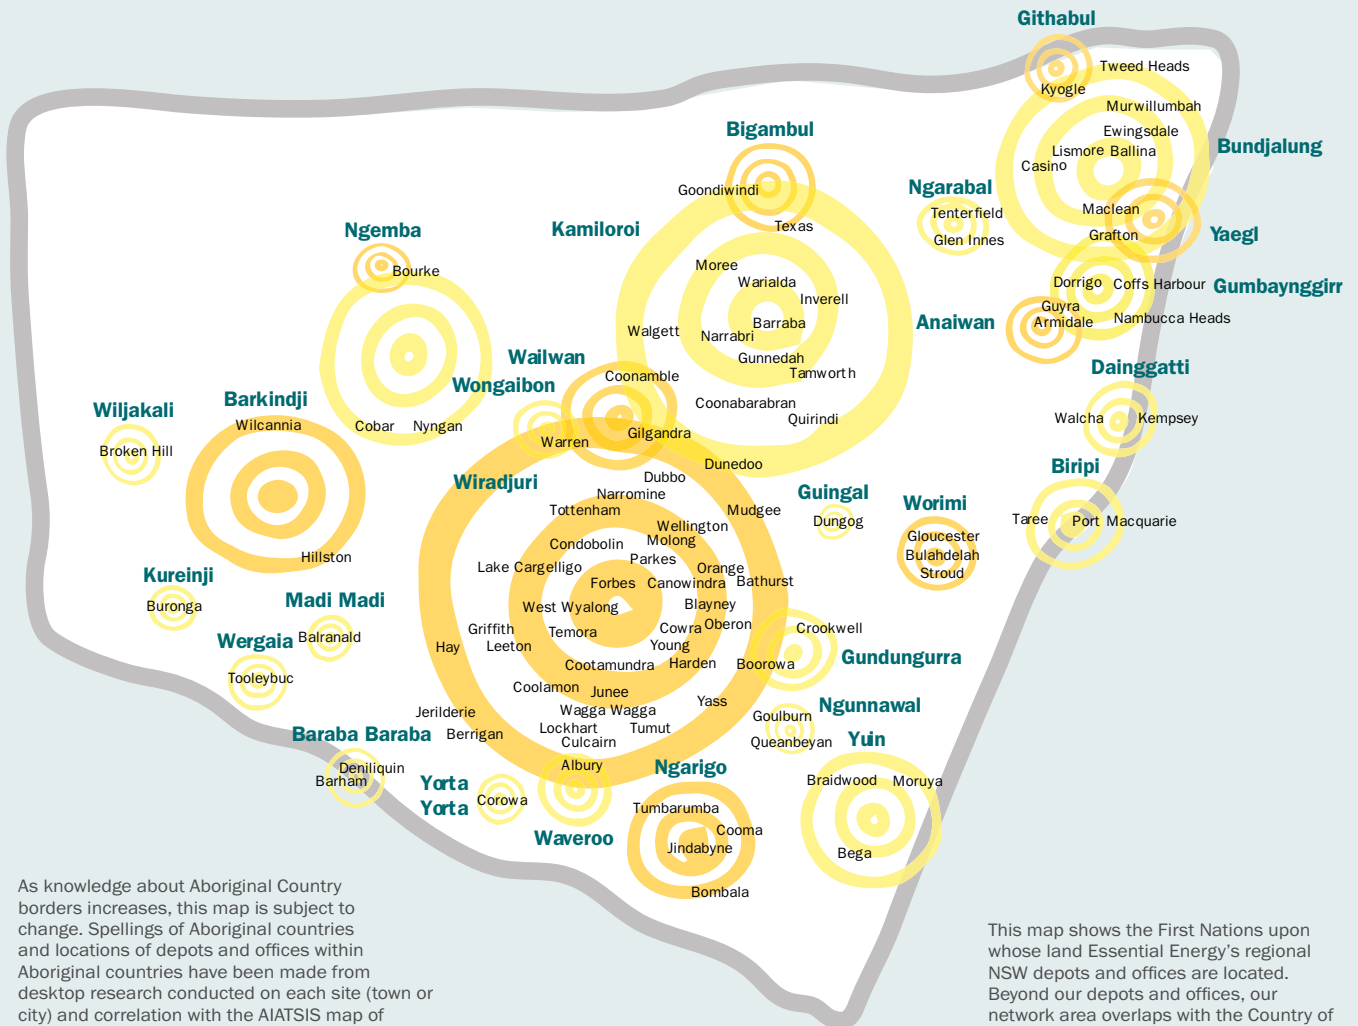 Githabul
Tweed Heads
Kyogle
Murwillumbah
Bigambul
Ewingsdale
Bundjalung
Lismore Ballina
Casino
Goondiwindi
Ngarabal
Tenterfield
Maclean
Ngemba
Kamiloroi
Texas
Glen Innes
Grafton
Yaegl
Bourke
Moree
Warialda
Dorrigo
Coffs Harbour
Gumbaynggirr
Inverell
Guyra
Walgett
Narrabri
Barraba
Anaiwan
Armidale
Nambucca Heads
Wailwan
Gunnedah
Tamworth
Dainggatti
Wongaibon
Coonamble
Wiljakali
Barkindji
Coonabarabran
Quirindi
Walcha
Kempsey
Wilcannia
Cobar
Nyngan
Warren
Gilgandra
Broken Hill
Dunedoo
Biripi
Wiradjuri
Dubbo
Narromine
Guingal
Worimi
Tottenham
Mudgee
Dungog
Taree
Port Macquarie
Wellington
Gloucester
Condobolin
Molong
Bulahdelah
Hillston
Parkes
Stroud
Lake Cargelligo
Orange
Kureinji
Forbes
Canowindra
Bathurst
Buronga
Madi Madi
West Wyalong
Blayney
Wergaia
Balranald
Griffith
Temora
Cowra
Oberon
Crookwell
Hay
Leeton
Young
Gundungurra
Tooleybuc
Cootamundra
Harden
Boorowa
Coolamon
Junee
Yass
Ngunnawal
Jerilderie
Wagga Wagga
Goulburn
Baraba Baraba
Berrigan
Lockhart
Tumut
Queanbeyan
Yuin
Culcairn
Deniliquin
Albury
Ngarigo
Barham
Yorta
Yorta
Corowa
Braidwood
Moruya
Waveroo
Tumbarumba
Cooma
Jindabyne
Bega
Bombala
As knowledge about Aboriginal Country
borders increases, this map is subject to
change. Spellings of Aboriginal countries
and locations of depots and offices within
Aboriginal countries have been made from
desktop research conducted on each site (town or
city) and correlation with the AIATSIS map of
This map shows the First Nations upon
whose land Essential Energy's regional
NSW depots and offices are located.
Beyond our depots and offices, our
network area overlaps with the Country of